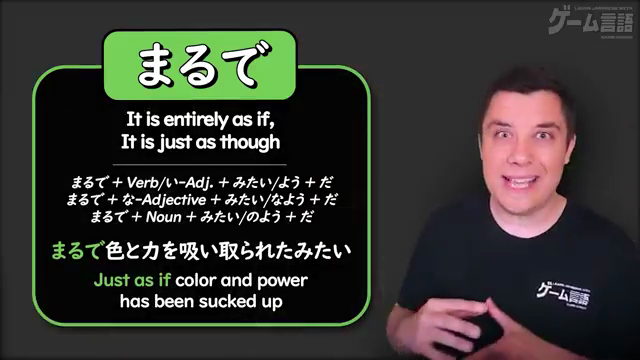 まるで
It is entirely as if,
It is just as though
まるで + Verb/い-Adj. + みたい/よう + だ
まるで + な-Adjective + みたい/なよう + だ
まるで + Noun + みたい/のよう + だ
まるで色と力を吸い取られたみたい
Just as if color and power
has been sucked up
LEARN JAPANESE WITH
ゲーム言語
ゲーム言語